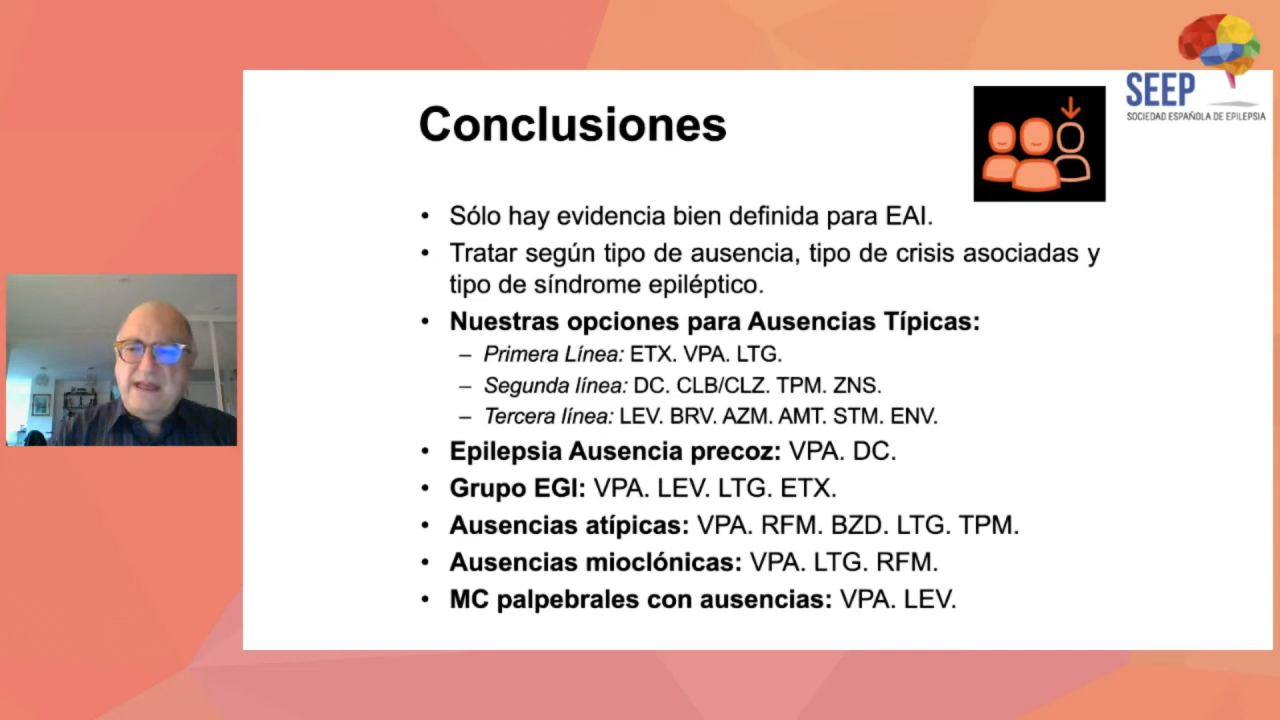 SEEP
SOCIEDAD ESPAÑOLA DE EPILEPSIA
Conclusiones
• Sólo hay evidencia bien definida para EAI.
• Tratar según tipo de ausencia, tipo de crisis asociadas y
tipo de síndrome epiléptico.
• Nuestras opciones para Ausencias Típicas:
– Primera Línea: ETX. VPA. LTG.
– Segunda línea: DC. CLB/CLZ. TPM. ZNS.
– Tercera línea: LEV. BRV. AZM. AMT. STM. ENV.
• Epilepsia Ausencia precoz: VPA. DC.
• Grupo EGI: VPA. LEV. LTG. ETX.
• Ausencias atípicas: VPA. RFM. BZD. LTG. TPM.
• Ausencias mioclónicas: VPA. LTG. RFM.
• MC palpebrales con ausencias: VPA. LEV.